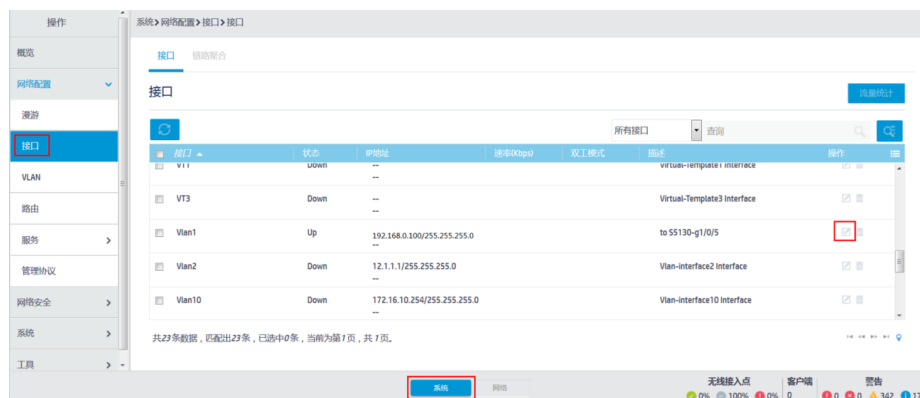 操作
系统>网络配置>接口>接口
概览
网络配置
漫游
接口
VLAN
路由
服务
管理协议
网络安全
系统
工具
接口 链路聚合
接口
流量统计
所有接口 查询
接口 状态 IP地址 速率(Kbps) 双工模式 描述 操作
VT1 Down -- Virtual-Template1 Interface
--
VT3 Down -- Virtual-Template3 Interface
--
Vlan1 Up 192.168.0.100/255.255.255.0 to S5130-g1/0/5
--
Vlan2 Down 12.1.1.1/255.255.255.0 Vlan-interface2 Interface
--
Vlan10 Down 172.16.10.254/255.255.255.0 Vlan-interface10 Interface
--
共23条数据，匹配出23条，已选中0条，当前为第1页，共1页。
系统 网络
无线接入点 客户端 警告
0% 100% 0% 0 0 0 342 17